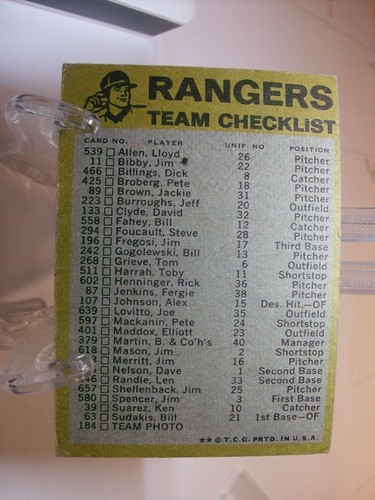 RANGERS
TEAM CHECKLIST
CARD NO. PLAYER UNIF. NO POSITION
539 Allen, Lloyd 26 Pitcher
11 Bibby, Jim 22 Pitcher
466 Billings, Dick 8 Catcher
425 Broberg, Pete 18 Pitcher
89 Brown, Jackie 31 Pitcher
223 Burroughs, Jeff 20 Outfield
133 Clyde, David 32 Pitcher
558 Fahey, Bill 12 Catcher
294 Foucault, Steve 28 Pitcher
196 Fregosi, Jim 17 Third Base
242 Gogolewski, Bill 13 Pitcher
268 Grieve, Tom 6 Outfield
511 Harrah, Toby 11 Shortstop
602 Henninger, Rick 36 Pitcher
87 Jenkins, Fergie 38 Pitcher
107 Johnson, Alex 15 Des. Hit.-OF
639 Lovitto, Joe 35 Outfield
597 Mackanin, Pete 24 Shortstop
401 Maddox, Elliott 23 Outfield
379 Martin, B. & Co'h's 40 Manager
618 Mason, Jim 2 Shortstop
Merritt, Jim 16 Pitcher
Nelson, Dave 1 Second Base
46 Randle, Len 33 Second Base
657 Shellenback, Jim 25 Pitcher
580 Spencer, Jim 3 First Base
39 Suarez, Ken 10 Catcher
63 Sudakis, Bill 21 1st Base-OF
184 TEAM PHOTO
** © T.C.G. PRTD. IN U.S.A.